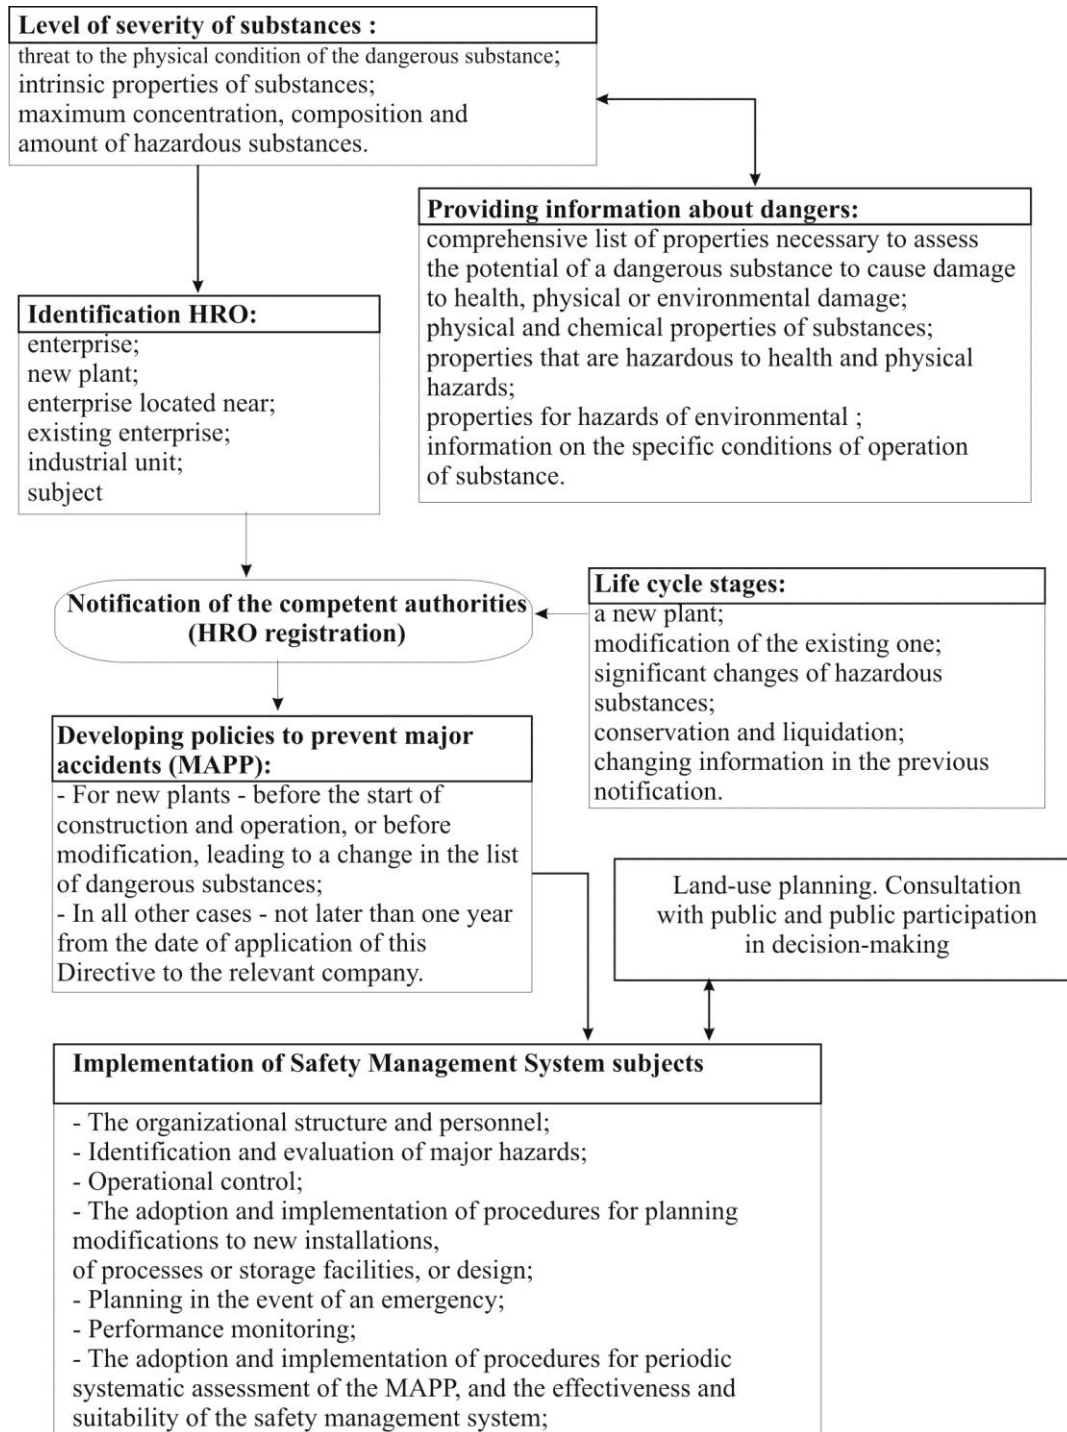 Level of severity of substances :
threat to the physical condition of the dangerous substance;
intrinsic properties of substances;
maximum concentration, composition and
amount of hazardous substances.
Providing information about dangers:
comprehensive list of properties necessary to assess
the potential of a dangerous substance to cause damage
to health, physical or environmental damage;
physical and chemical properties of substances;
properties that are hazardous to health and physical
hazards;
properties for hazards of environmental ;
information on the specific conditions of operation
of substance.
Identification HRO:
enterprise;
new plant;
enterprise located near;
existing enterprise;
industrial unit;
subject
Notification of the competent authorities
(HRO registration)
Life cycle stages:
a new plant;
modification of the existing one;
significant changes of hazardous
substances;
conservation and liquidation;
changing information in the previous
notification.
Developing policies to prevent major
accidents (MAPP):
- For new plants - before the start of
construction and operation, or before
modification, leading to a change in the list
of dangerous substances;
- In all other cases - not later than one year
from the date of application of this
Directive to the relevant company.
Land-use planning. Consultation
with public and public participation
in decision-making
Implementation of Safety Management System subjects
- The organizational structure and personnel;
- Identification and evaluation of major hazards;
- Operational control;
- The adoption and implementation of procedures for planning
modifications to new installations,
of processes or storage facilities, or design;
- Planning in the event of an emergency;
- Performance monitoring;
- The adoption and implementation of procedures for periodic
systematic assessment of the MAPP, and the effectiveness and
suitability of the safety management system;